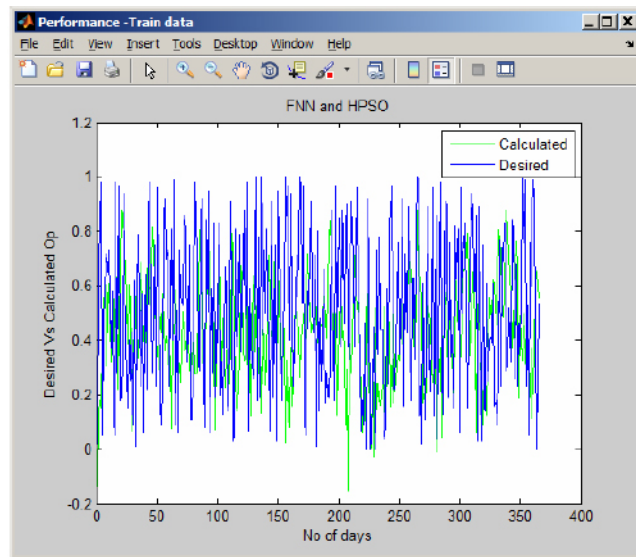 Performance -Train data
File Edit View Insert Tools Desktop Window Help
FNN and HPSO
1.2
1
0.8
0.6
0.4
0.2
0
-0.2
Desired Vs Calculated Op
Calculated
Desired
0 50 100 150 200 250 300 350 400
No of days